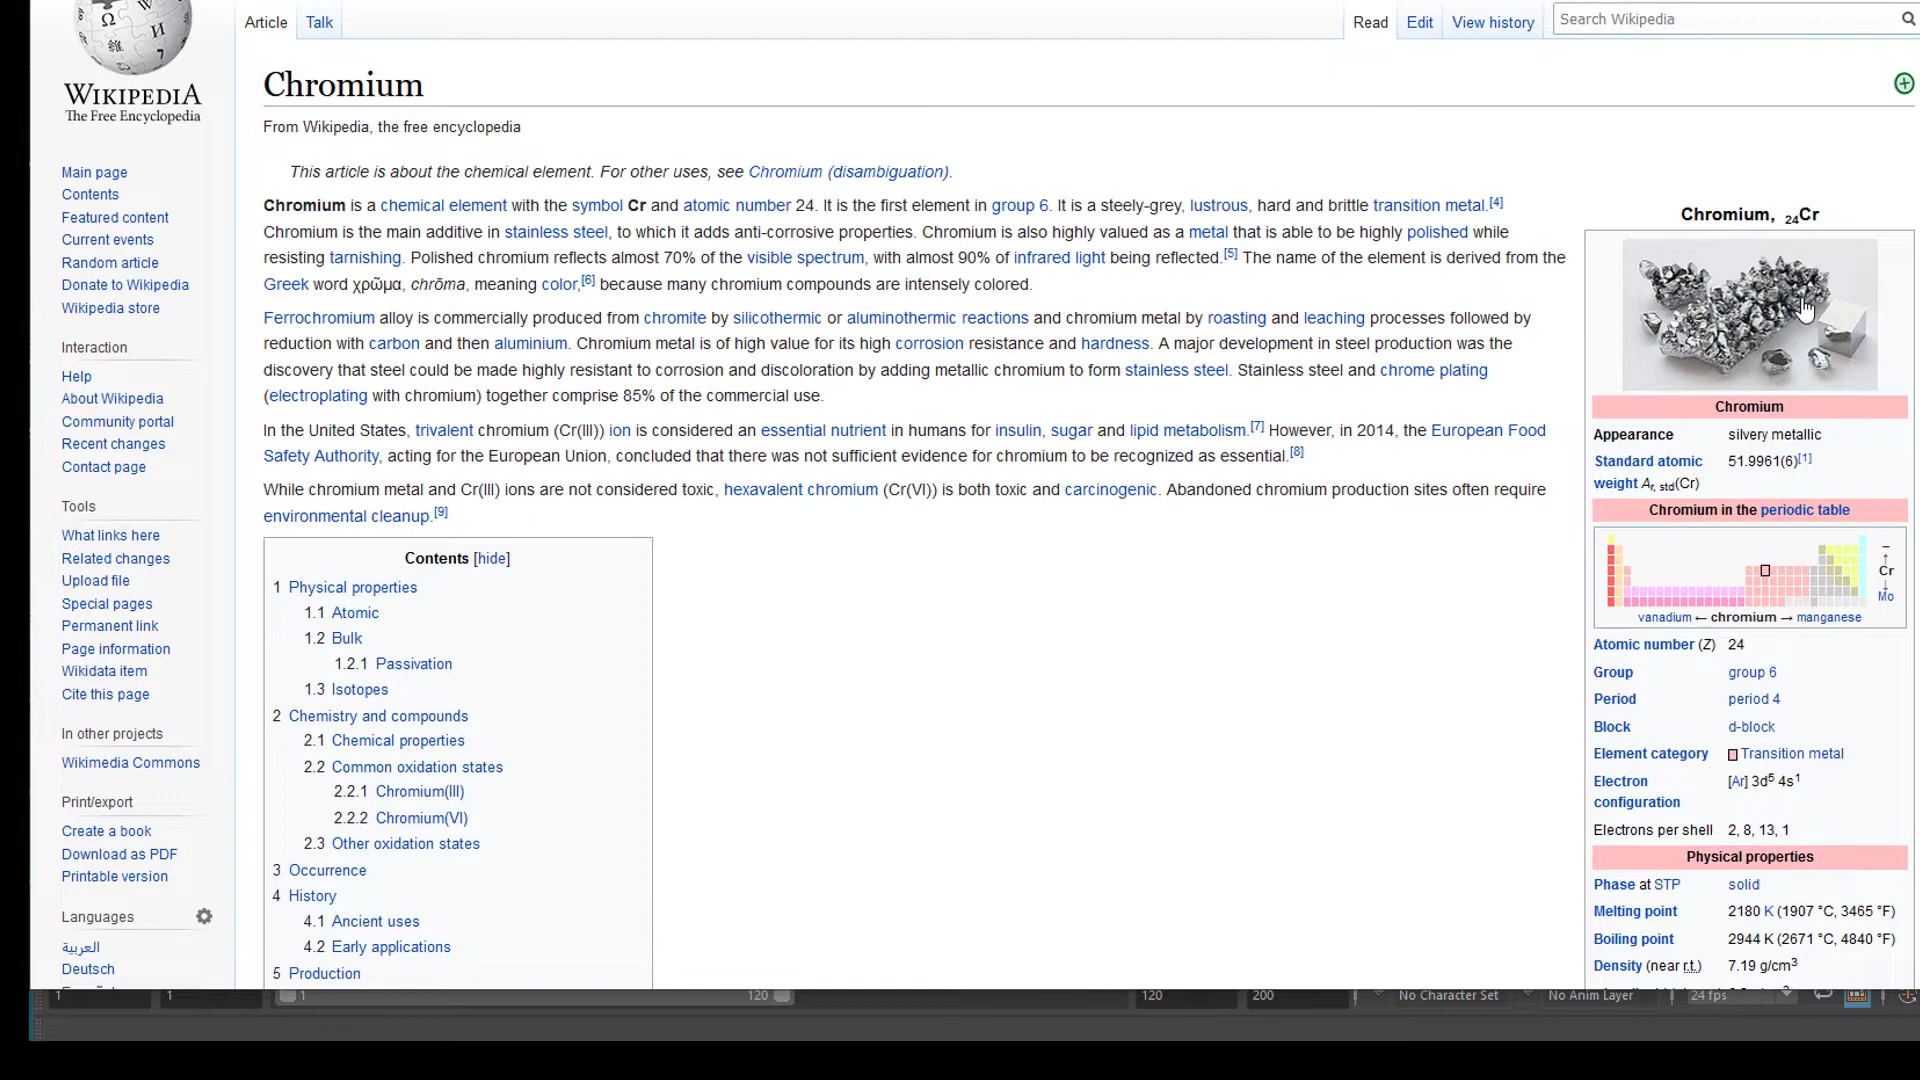 Article Talk Read Edit View history Search Wikipedia
WIKIPEDIA
The Free Encyclopedia
Main page
Contents
Featured content
Current events
Random article
Donate to Wikipedia
Wikipedia store
Interaction
Help
About Wikipedia
Community portal
Recent changes
Contact page
Tools
What links here
Related changes
Upload file
Special pages
Permanent link
Page information
Wikidata item
Cite this page
In other projects
Wikimedia Commons
Print/export
Create a book
Download as PDF
Printable version
Languages
العربية
Deutsch
Chromium
From Wikipedia, the free encyclopedia
This article is about the chemical element. For other uses, see Chromium (disambiguation).
Chromium is a chemical element with the symbol Cr and atomic number 24. It is the first element in group 6. It is a steely-grey, lustrous, hard and brittle transition metal.[4]
Chromium is the main additive in stainless steel, to which it adds anti-corrosive properties. Chromium is also highly valued as a metal that is able to be highly polished while
resisting tarnishing. Polished chromium reflects almost 70% of the visible spectrum, with almost 90% of infrared light being reflected.[5] The name of the element is derived from the
Greek word χρῶμα, chrōma, meaning color,[6] because many chromium compounds are intensely colored.
Ferrochromium alloy is commercially produced from chromite by silicothermic or aluminothermic reactions and chromium metal by roasting and leaching processes followed by
reduction with carbon and then aluminium. Chromium metal is of high value for its high corrosion resistance and hardness. A major development in steel production was the
discovery that steel could be made highly resistant to corrosion and discoloration by adding metallic chromium to form stainless steel. Stainless steel and chrome plating
(electroplating with chromium) together comprise 85% of the commercial use.
In the United States, trivalent chromium (Cr(III)) ion is considered an essential nutrient in humans for insulin, sugar and lipid metabolism.[7] However, in 2014, the European Food
Safety Authority, acting for the European Union, concluded that there was not sufficient evidence for chromium to be recognized as essential.[8]
While chromium metal and Cr(III) ions are not considered toxic, hexavalent chromium (Cr(VI)) is both toxic and carcinogenic. Abandoned chromium production sites often require
environmental cleanup.[9]
Contents [hide]
1 Physical properties
1.1 Atomic
1.2 Bulk
1.2.1 Passivation
1.3 Isotopes
2 Chemistry and compounds
2.1 Chemical properties
2.2 Common oxidation states
2.2.1 Chromium(III)
2.2.2 Chromium(VI)
2.3 Other oxidation states
3 Occurrence
4 History
4.1 Ancient uses
4.2 Early applications
5 Production
Chromium, 24Cr
Chromium
Appearance silvery metallic
Standard atomic 51.9961(6)[1]
weight Ar, std(Cr)
Chromium in the periodic table
–
↑
Cr
↓
Mo
vanadium ← chromium → manganese
Atomic number (Z) 24
Group group 6
Period period 4
Block d-block
Element category Transition metal
Electron [Ar] 3d5 4s1
configuration
Electrons per shell 2, 8, 13, 1
Physical properties
Phase at STP solid
Melting point 2180 K (1907 °C, 3465 °F)
Boiling point 2944 K (2671 °C, 4840 °F)
Density (near r.t.) 7.19 g/cm3
1 1 1 120 120 200 No Character Set No Anim Layer 24 fps